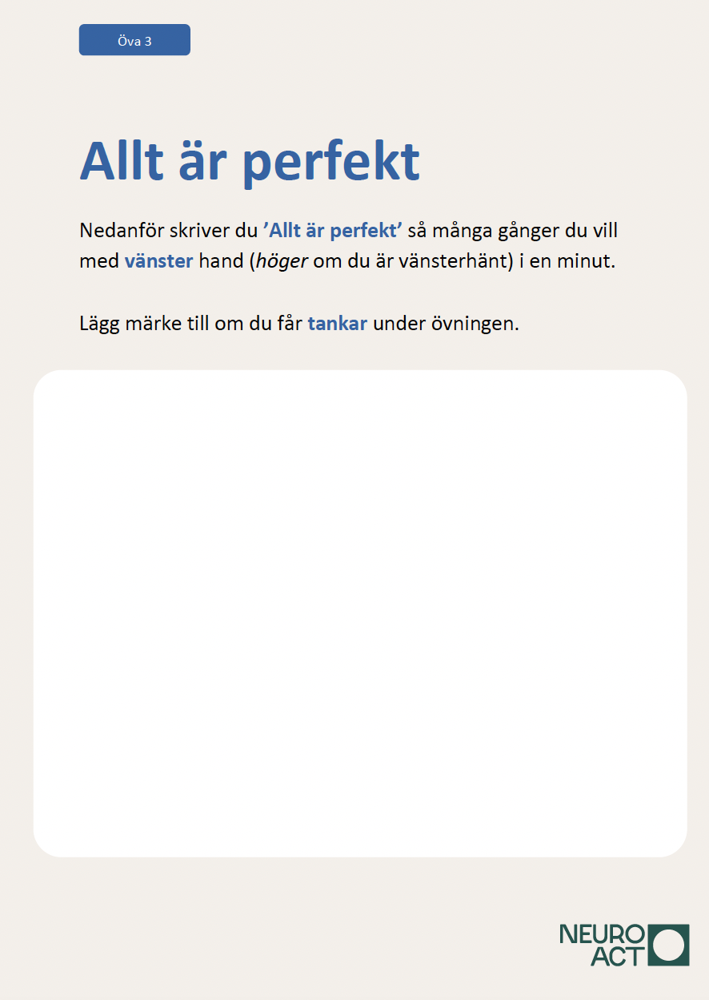 Öva 3
Allt är perfekt
Nedanför skriver du ’Allt är perfekt’ så många gånger du vill
med vänster hand (höger om du är vänsterhänt) i en minut.
Lägg märke till om du får tankar under övningen.
NEURO
ACT